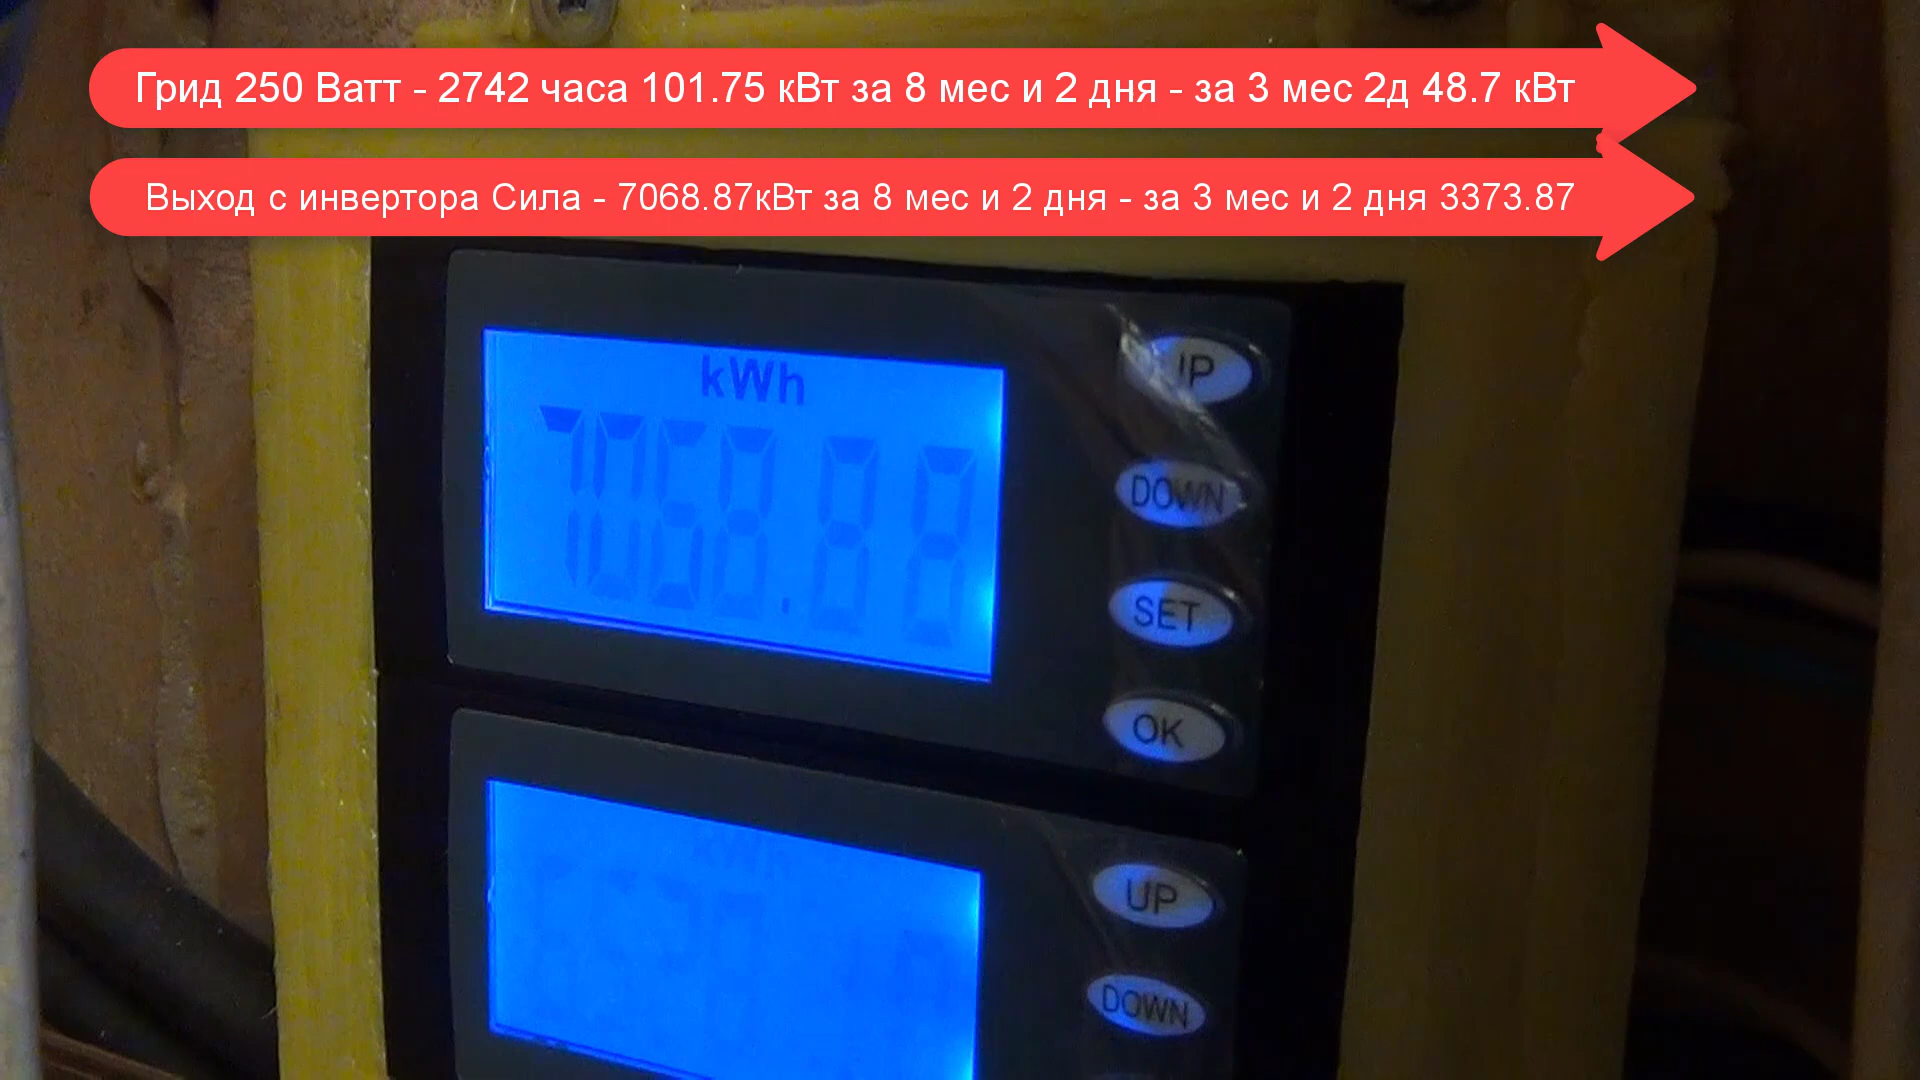 Грид 250 Ватт - 2742 часа 101.75 кВт за 8 мес и 2 дня - за 3 мес 2д 48.7 кВт
Выход с инвертора Сила - 7068.87кВт за 8 мес и 2 дня - за 3 мес и 2 дня 3373.87
kWh
UP
DOWN
SET
OK
kWh
UP
DOWN